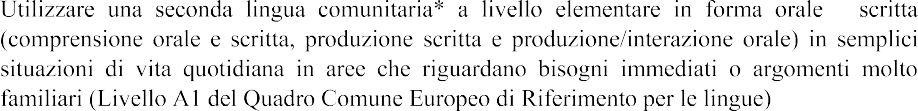 Utilizzare una seconda lingua comunitaria* a livello elementare in forma orale scritta
(comprensione orale e scritta, produzione scritta e produzione/interazione orale) in semplici
situazioni di vita quotidiana in aree che riguardano bisogni immediati o argomenti molto
familiari (Livello A1 del Quadro Comune Europeo di Riferimento per le lingue)